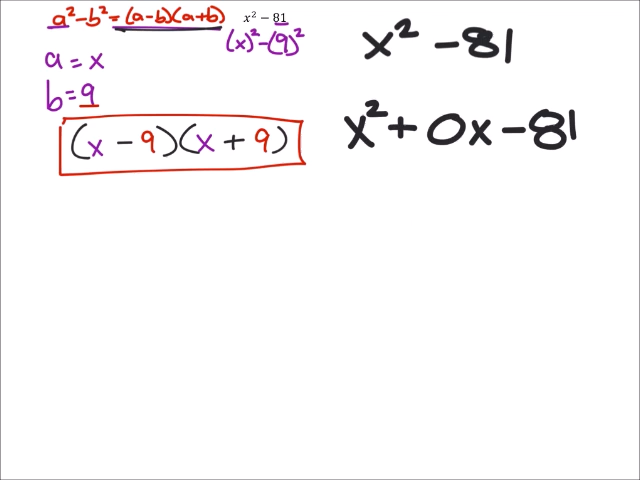 a² - b² = (a-b)(a+b)
x² − 81
(x)² - (9)²
a = x
b = 9
(x - 9)(x + 9)
x² - 81
x² + 0x - 81